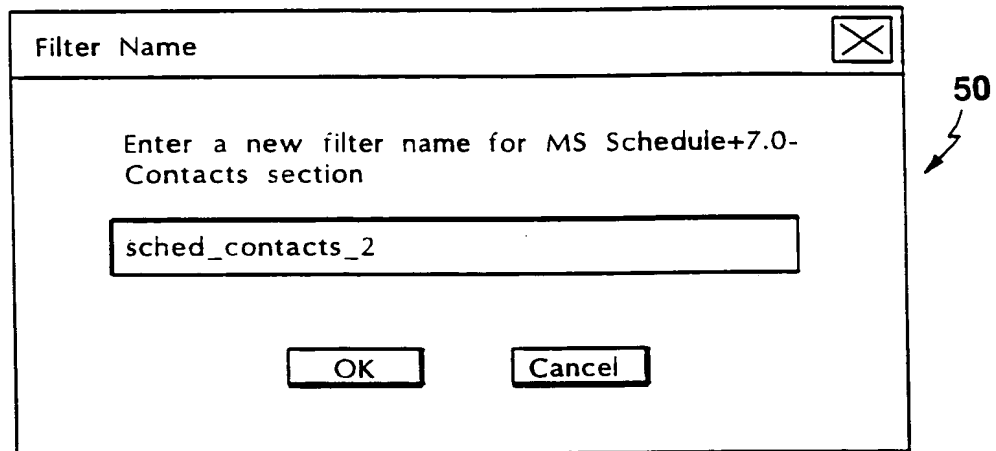 Filter Name
50
Enter a new filter name for MS Schedule+7.0-
Contacts section
sched_contacts_2
OK
Cancel